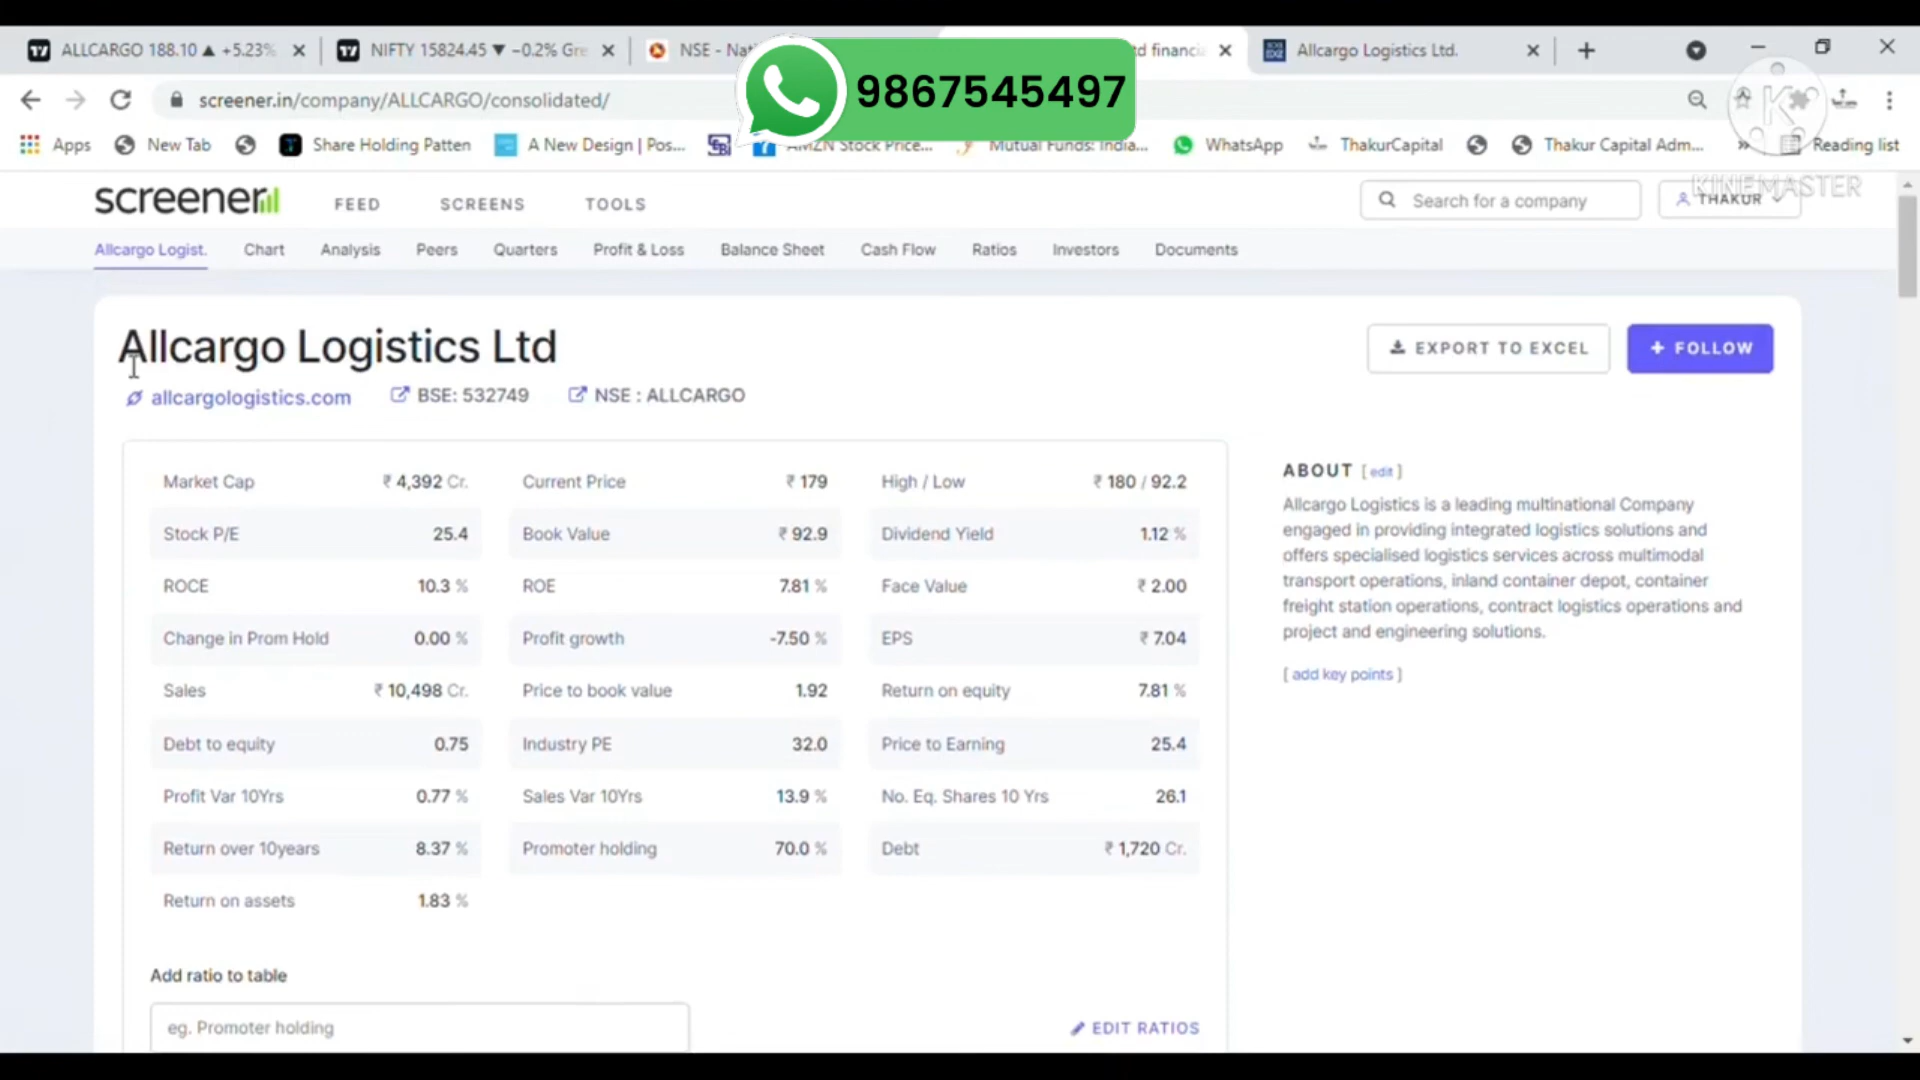 ALLCARGO 188.10 ▲ +5.23%
NIFTY 15824.45 ▼ −0.2% Gre
NSE - Nat
td financia
Allcargo Logistics Ltd.
9867545497
screener.in/company/ALLCARGO/consolidated/
Apps
New Tab
Share Holding Patten
A New Design | Pos...
AMZN Stock Price...
Mutual Funds: India...
WhatsApp
ThakurCapital
Thakur Capital Adm...
»
Reading list
KINEMASTER
screener
FEED
SCREENS
TOOLS
Search for a company
THAKUR
Allcargo Logist.
Chart
Analysis
Peers
Quarters
Profit & Loss
Balance Sheet
Cash Flow
Ratios
Investors
Documents
Allcargo Logistics Ltd
EXPORT TO EXCEL
+ FOLLOW
allcargologistics.com
BSE: 532749
NSE : ALLCARGO
Market Cap ₹ 4,392 Cr.
Current Price ₹ 179
High / Low ₹ 180 / 92.2
Stock P/E 25.4
Book Value ₹ 92.9
Dividend Yield 1.12 %
ROCE 10.3 %
ROE 7.81 %
Face Value ₹ 2.00
Change in Prom Hold 0.00 %
Profit growth -7.50 %
EPS ₹ 7.04
Sales ₹ 10,498 Cr.
Price to book value 1.92
Return on equity 7.81 %
Debt to equity 0.75
Industry PE 32.0
Price to Earning 25.4
Profit Var 10Yrs 0.77 %
Sales Var 10Yrs 13.9 %
No. Eq. Shares 10 Yrs 26.1
Return over 10years 8.37 %
Promoter holding 70.0 %
Debt ₹ 1,720 Cr.
Return on assets 1.83 %
Add ratio to table
eg. Promoter holding
EDIT RATIOS
ABOUT [ edit ]
Allcargo Logistics is a leading multinational Company
engaged in providing integrated logistics solutions and
offers specialised logistics services across multimodal
transport operations, inland container depot, container
freight station operations, contract logistics operations and
project and engineering solutions.
[ add key points ]